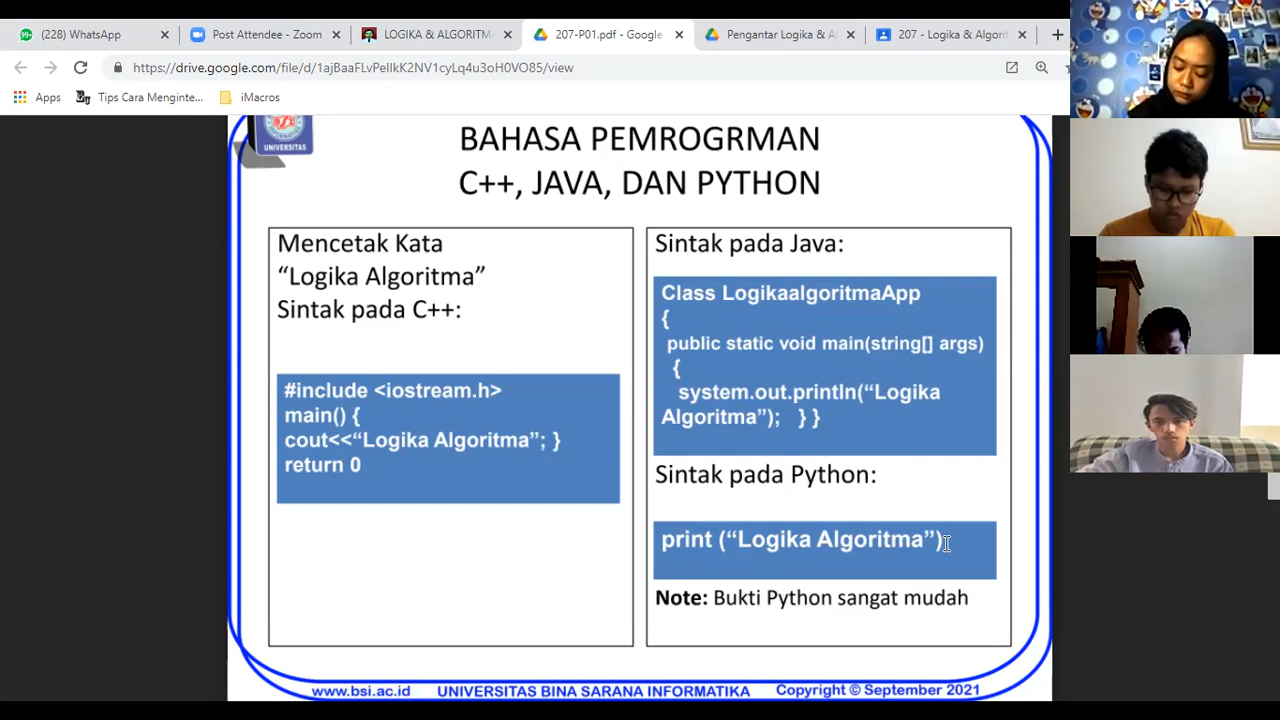 (228) WhatsApp
Post Attendee - Zoom
LOGIKA & ALGORITM
207-P01.pdf - Google
Pengantar Logika & Al
207 - Logika & Algorit
https://drive.google.com/file/d/1ajBaaFLvPelIkK2NV1cyLq4u3oH0VO85/view
Apps
Tips Cara Menginte...
iMacros
UNIVERSITAS
BAHASA PEMROGRMAN
C++, JAVA, DAN PYTHON
Mencetak Kata
“Logika Algoritma”
Sintak pada C++:
#include <iostream.h>
main() {
cout<<“Logika Algoritma”; }
return 0
Sintak pada Java:
Class LogikaalgoritmaApp
{
public static void main(string[] args)
{
system.out.println(“Logika
Algoritma”); } }
Sintak pada Python:
print (“Logika Algoritma”)
Note: Bukti Python sangat mudah
www.bsi.ac.id UNIVERSITAS BINA SARANA INFORMATIKA Copyright © September 2021